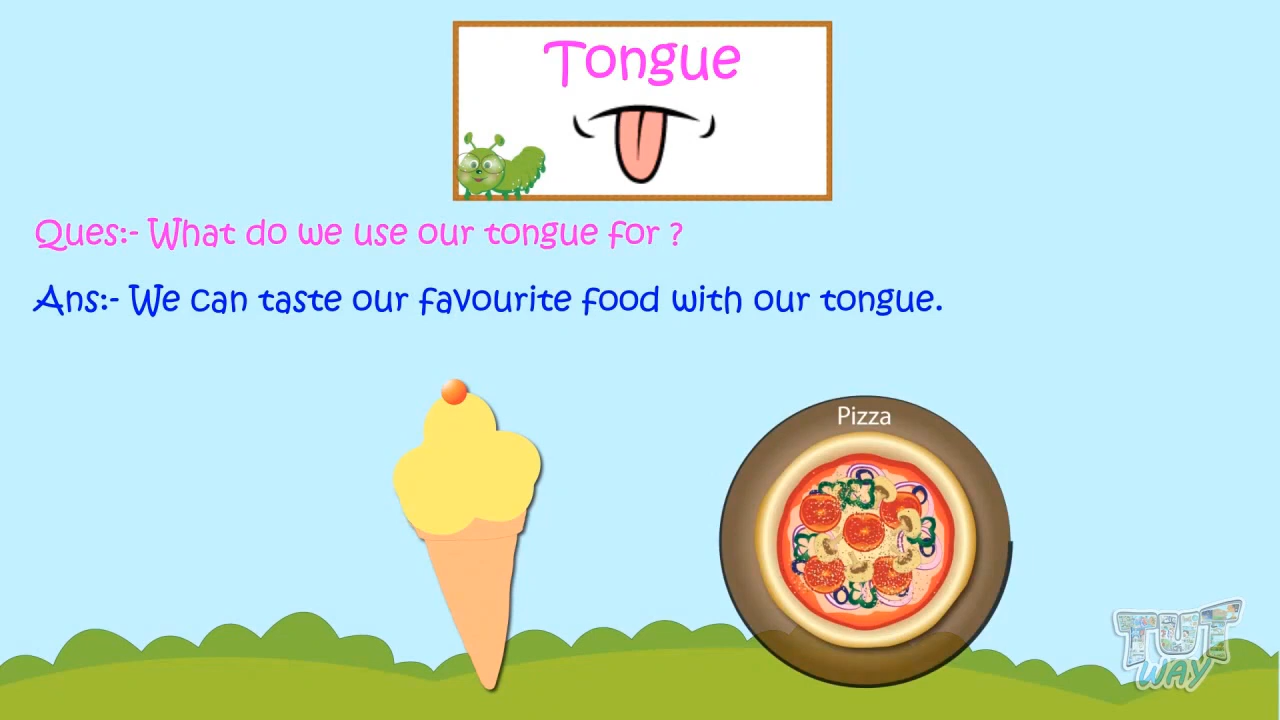 Tongue
Ques:- What do we use our tongue for ?
Ans:- We can taste our favourite food with our tongue.
Pizza
TUT
WAY